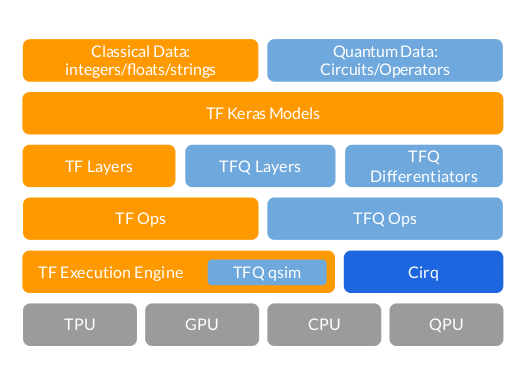 Classical Data:
integers/floats/strings
Quantum Data:
Circuits/Operators
TF Keras Models
TF Layers
TFQ Layers
TFQ
Differentiators
TF Ops
TFQ Ops
TF Execution Engine
TFQ qsim
Cirq
TPU
GPU
CPU
QPU